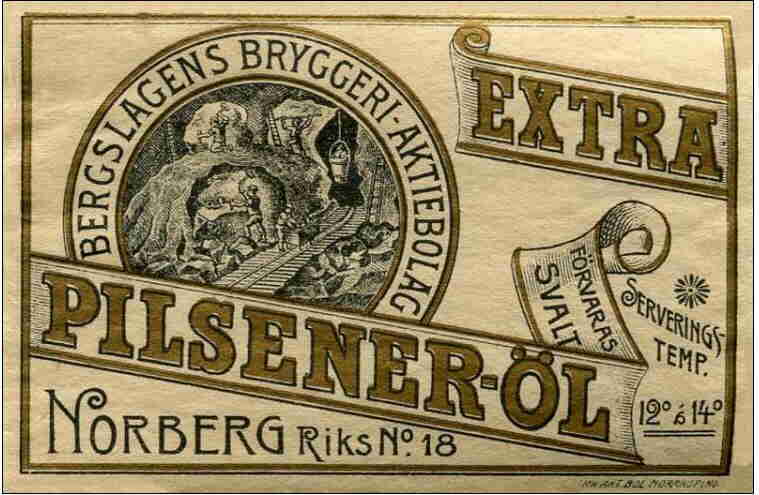 BERGSLAGENS BRYGGERI-AKTIEBOLAG
EXTRA
FÖRVARAS
SVALT
SERVERINGS-
TEMP.
12° á 14°
PILSENER-ÖL
NORBERG RIKS No. 18